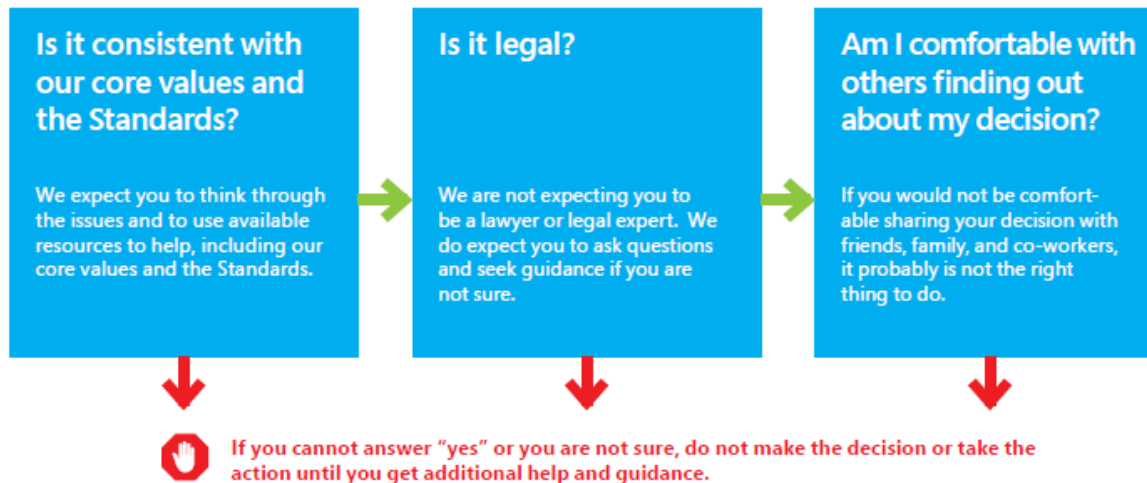 Is it consistent with
our core values and
the Standards?
We expect you to think through
the issues and to use available
resources to help, including our
core values and the Standards.
Is it legal?
We are not expecting you to
be a lawyer or legal expert.  We
do expect you to ask questions
and seek guidance if you are
not sure.
Am I comfortable with
others finding out
about my decision?
If you would not be comfort-
able sharing your decision with
friends, family, and co-workers,
it probably is not the right
thing to do.
If you cannot answer “yes” or you are not sure, do not make the decision or take the
action until you get additional help and guidance.